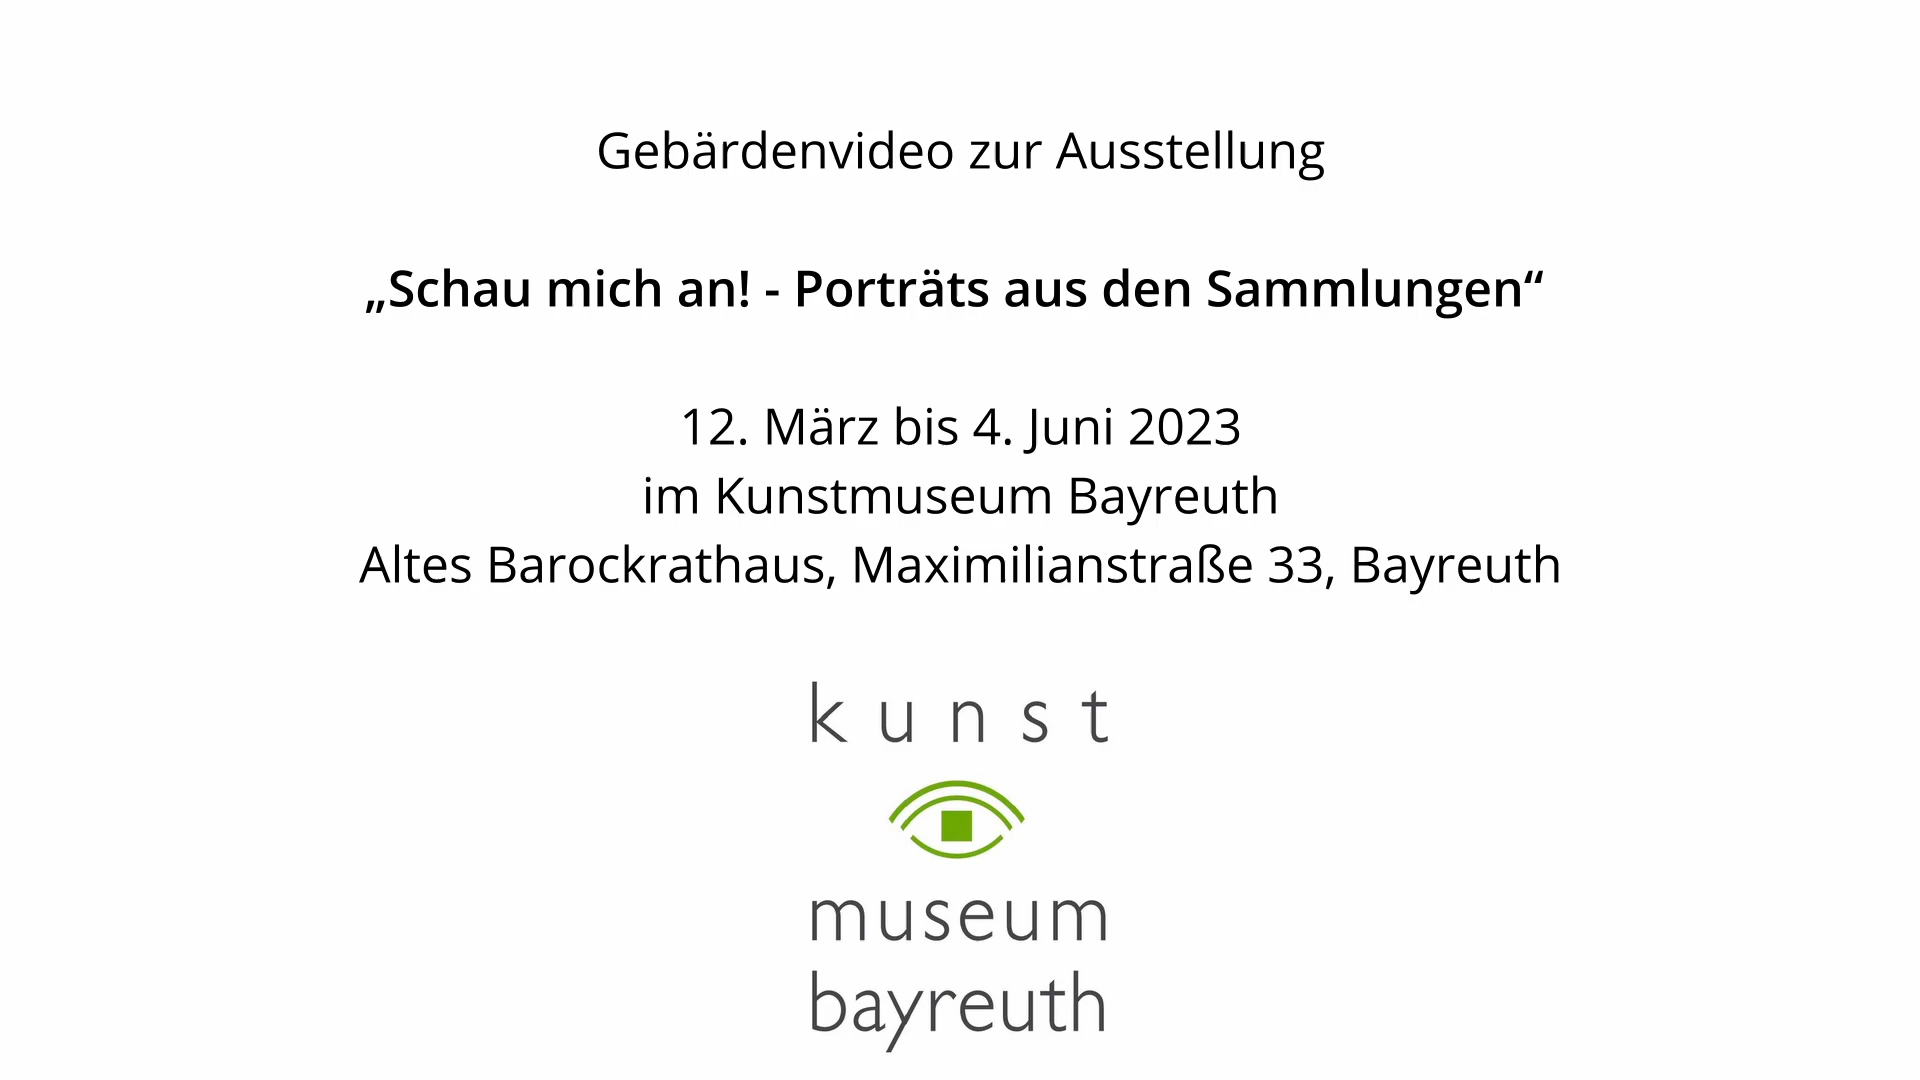 Gebärdenvideo zur Ausstellung
„Schau mich an! - Porträts aus den Sammlungen“
12. März bis 4. Juni 2023
im Kunstmuseum Bayreuth
Altes Barockrathaus, Maximilianstraße 33, Bayreuth
kunst
museum
bayreuth